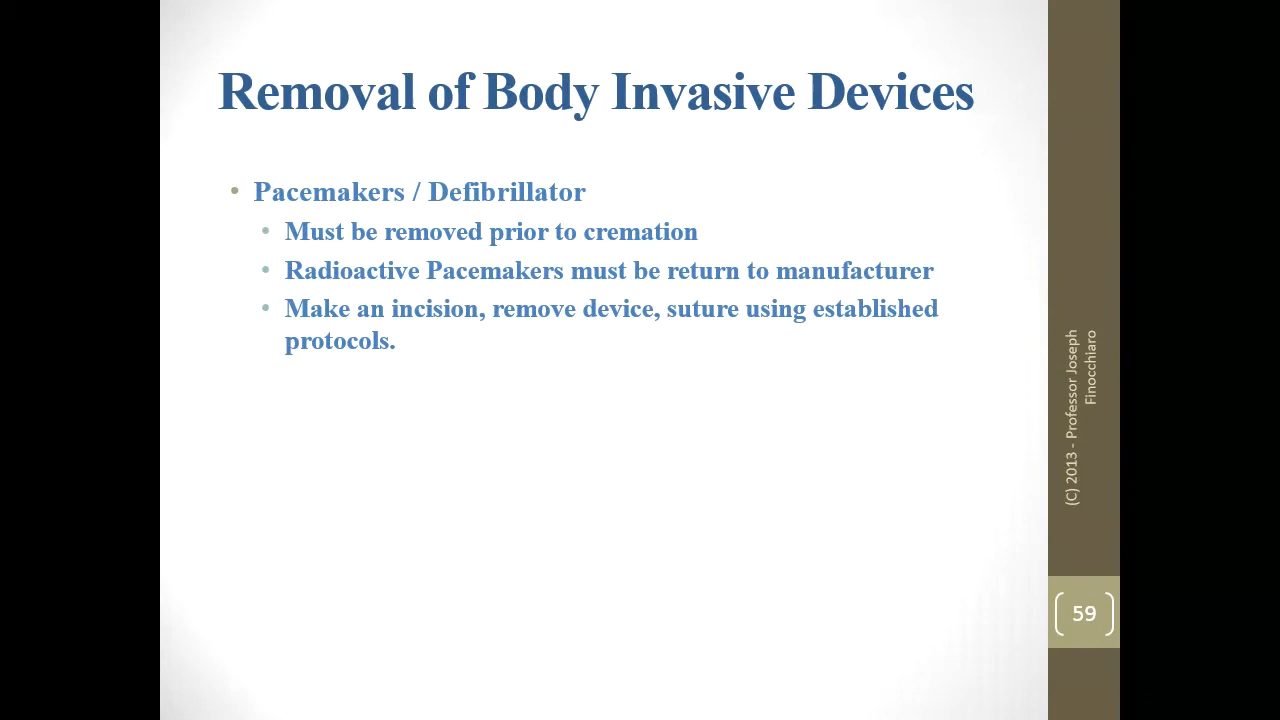 Removal of Body Invasive Devices
• Pacemakers / Defibrillator
• Must be removed prior to cremation
• Radioactive Pacemakers must be return to manufacturer
• Make an incision, remove device, suture using established
protocols.
(C) 2013 - Professor Joseph
Finocchiaro
59